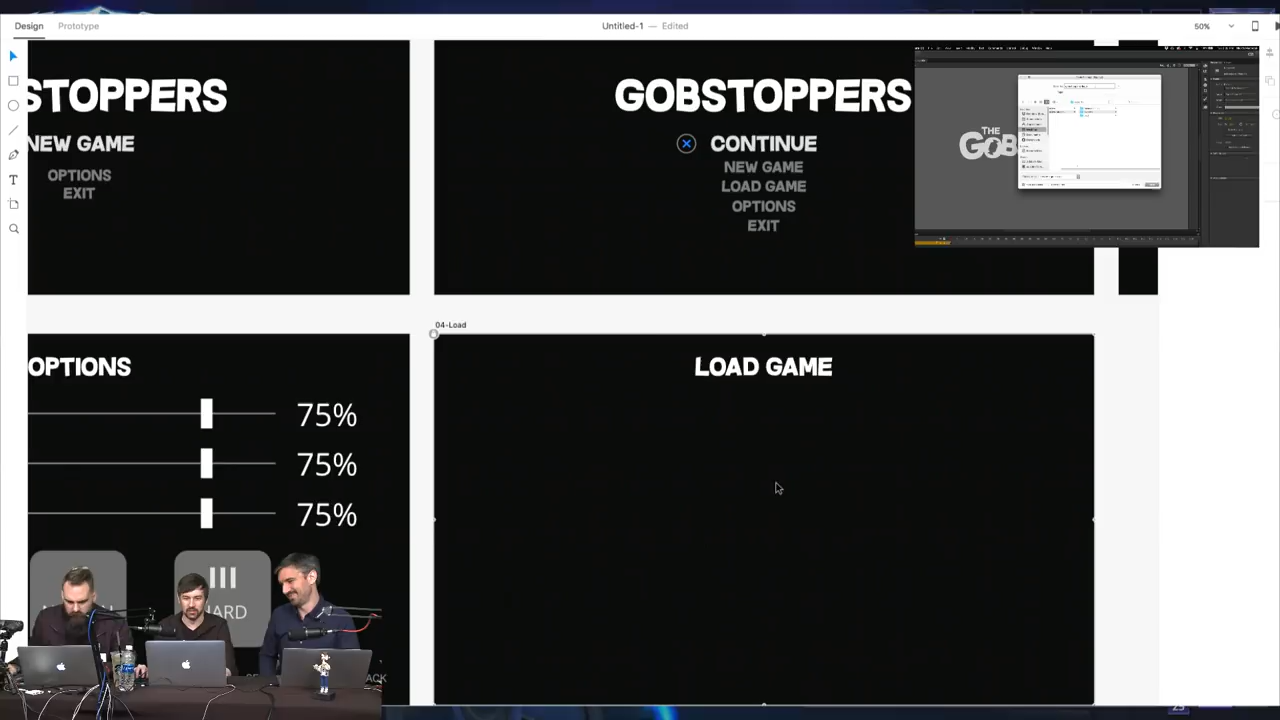 Design Prototype Untitled-1 — Edited 50%
STOPPERS
NEW GAME
OPTIONS
EXIT
GOBSTOPPERS
CONTINUE
NEW GAME
LOAD GAME
OPTIONS
EXIT
THE
GOB
04-Load
OPTIONS
75%
75%
75%
HARD
LOAD GAME